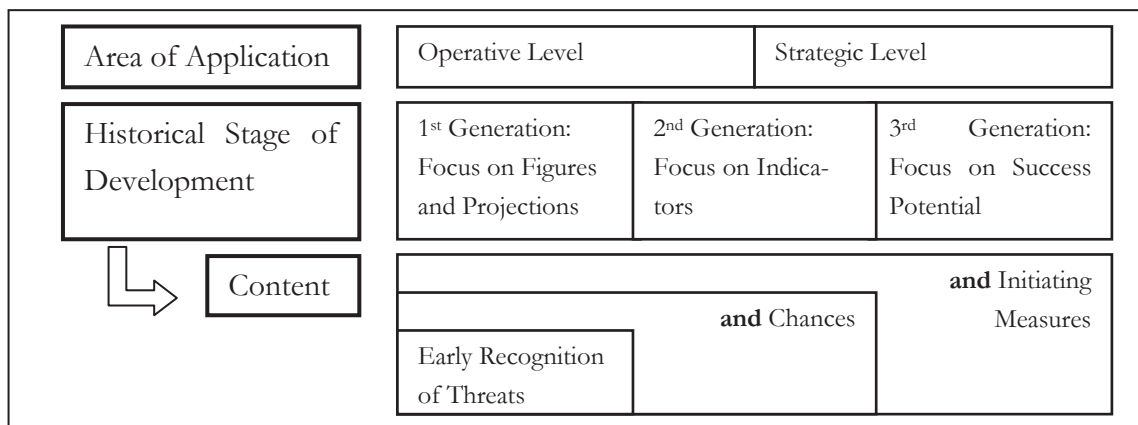 Area of Application
Operative Level
Strategic Level
Historical Stage of
Development
1st Generation:
Focus on Figures
and Projections
2nd Generation:
Focus on Indica-
tors
3rd Generation:
Focus on Success
Potential
Content
and Initiating
Measures
and Chances
Early Recognition
of Threats